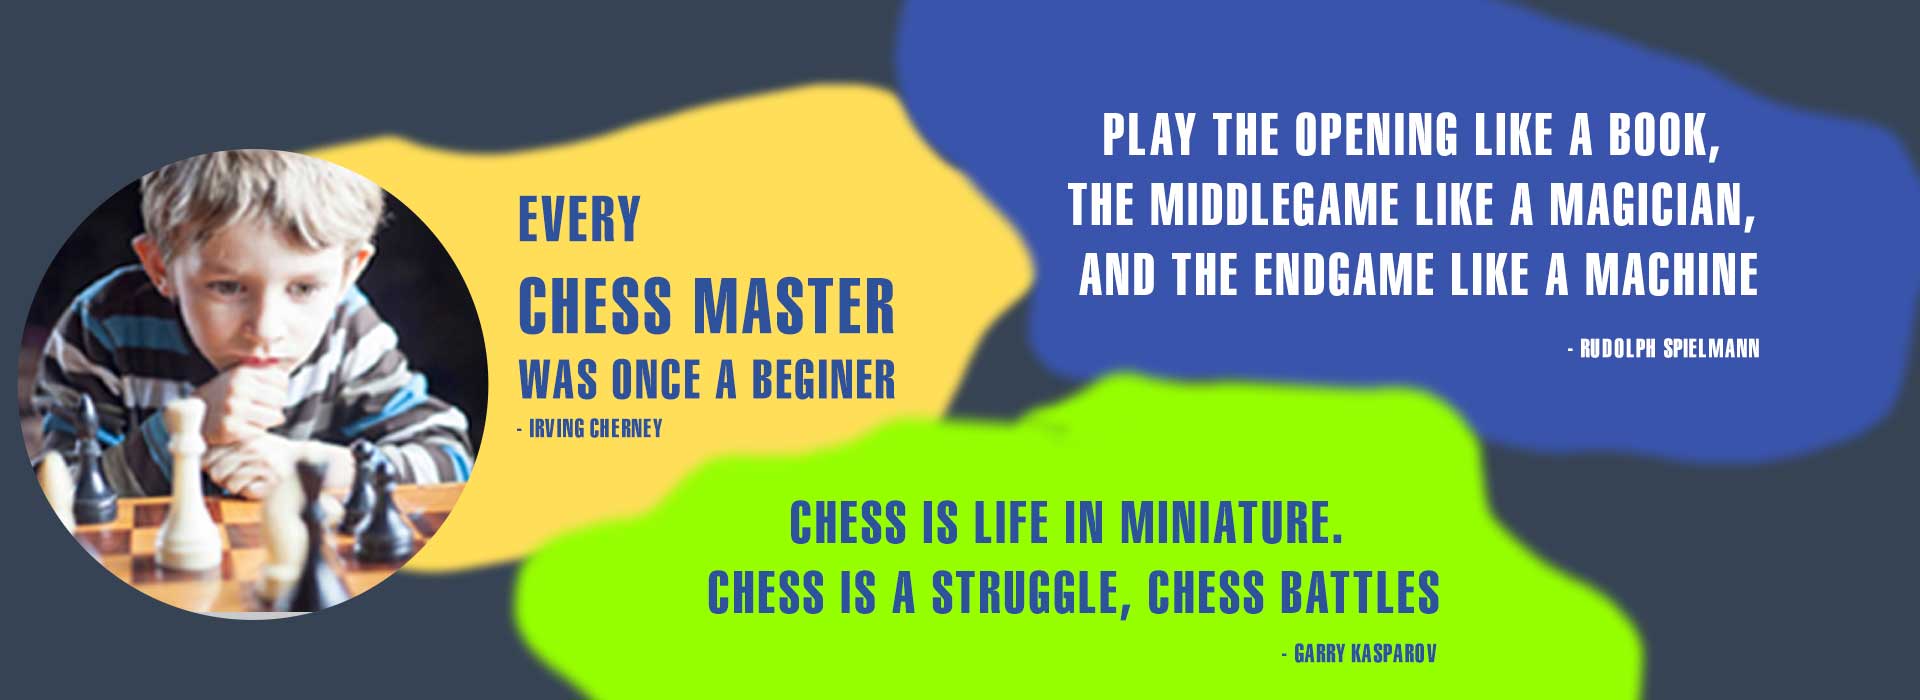 EVERY
CHESS MASTER
WAS ONCE A BEGINER
- IRVING CHERNEY
PLAY THE OPENING LIKE A BOOK,
THE MIDDLEGAME LIKE A MAGICIAN,
AND THE ENDGAME LIKE A MACHINE
- RUDOLPH SPIELMANN
CHESS IS LIFE IN MINIATURE.
CHESS IS A STRUGGLE, CHESS BATTLES
- GARRY KASPAROV